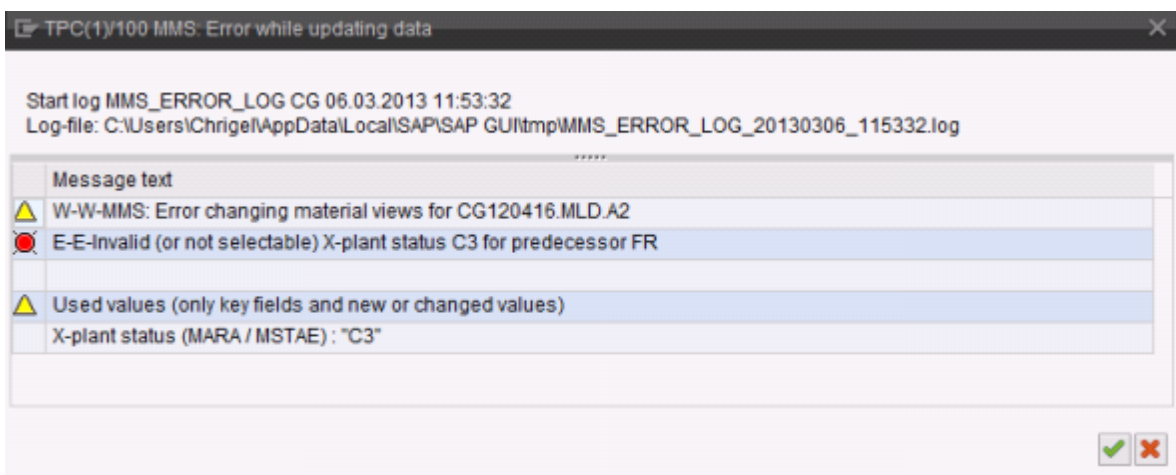 TPC(1)/100 MMS: Error while updating data
Start log MMS_ERROR_LOG CG 06.03.2013 11:53:32
Log-file: C:\Users\Chrigel\AppData\Local\SAP\SAP GUI\tmp\MMS_ERROR_LOG_20130306_115332.log
Message text
W-W-MMS: Error changing material views for CG120416.MLD.A2
E-E-Invalid (or not selectable) X-plant status C3 for predecessor FR
Used values (only key fields and new or changed values)
X-plant status (MARA / MSTAE) : "C3"